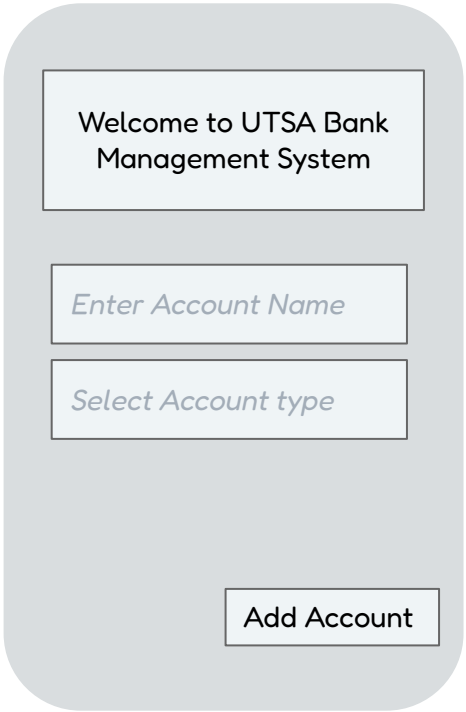 Welcome to UTSA Bank
Management System
Enter Account Name
Select Account type
Add Account